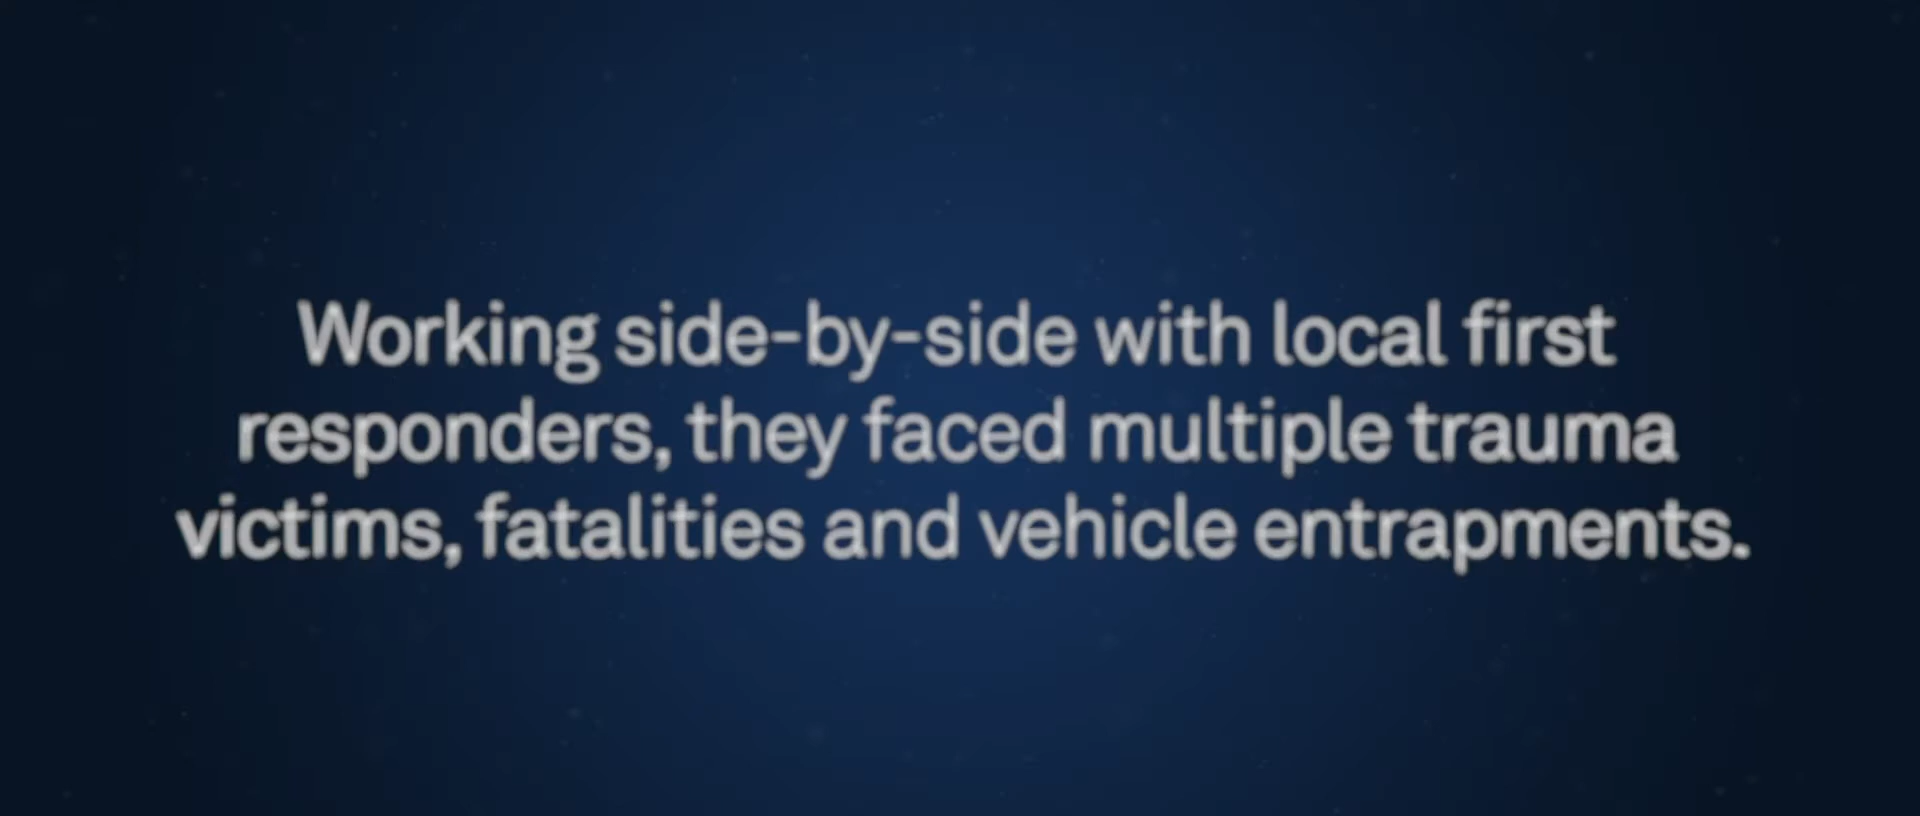 Working side-by-side with local first
responders, they faced multiple trauma
victims, fatalities and vehicle entrapments.